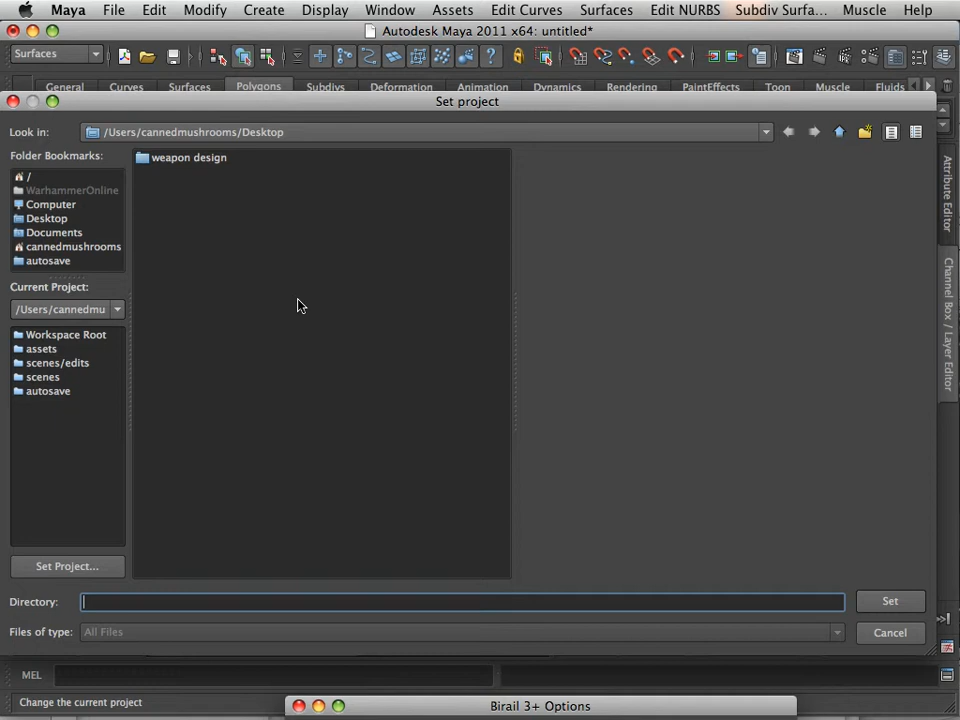 Maya File Edit Modify Create Display Window Assets Edit Curves Surfaces Edit NURBS Subdiv Surfa... Muscle Help
Autodesk Maya 2011 x64: untitled*
Surfaces
General Curves Surfaces Polygons Subdivs Deformation Animation Dynamics Rendering PaintEffects Toon Muscle Fluids
Set project
Look in: /Users/cannedmushrooms/Desktop
Folder Bookmarks:
/
WarhammerOnline
Computer
Desktop
Documents
cannedmushrooms
autosave
weapon design
Current Project:
/Users/cannedmu
Workspace Root
assets
scenes/edits
scenes
autosave
Set Project...
Directory:
Set
Files of type: All Files
Cancel
Attribute Editor
Channel Box / Layer Editor
MEL
Change the current project
Birail 3+ Options